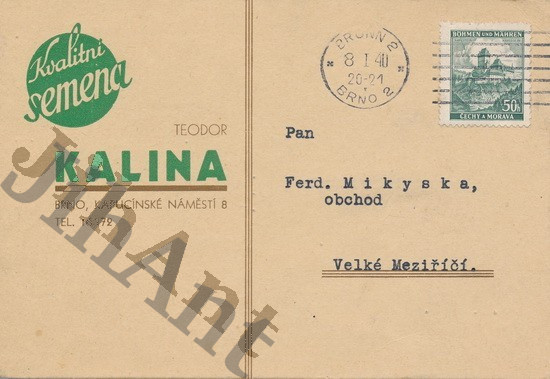 Kvalitní
semena
TEODOR
KALINA
BRNO, KAPUCÍNSKÉ NÁMĚSTÍ 8
TEL.
BRÜNN 2
8 I 40
20-21
BRNO 2
BÖHMEN UND MÄHREN
50h
ČECHY A MORAVA
Pan
Ferd. Mikyska,
obchod
Velké Meziříčí.
JihAnt